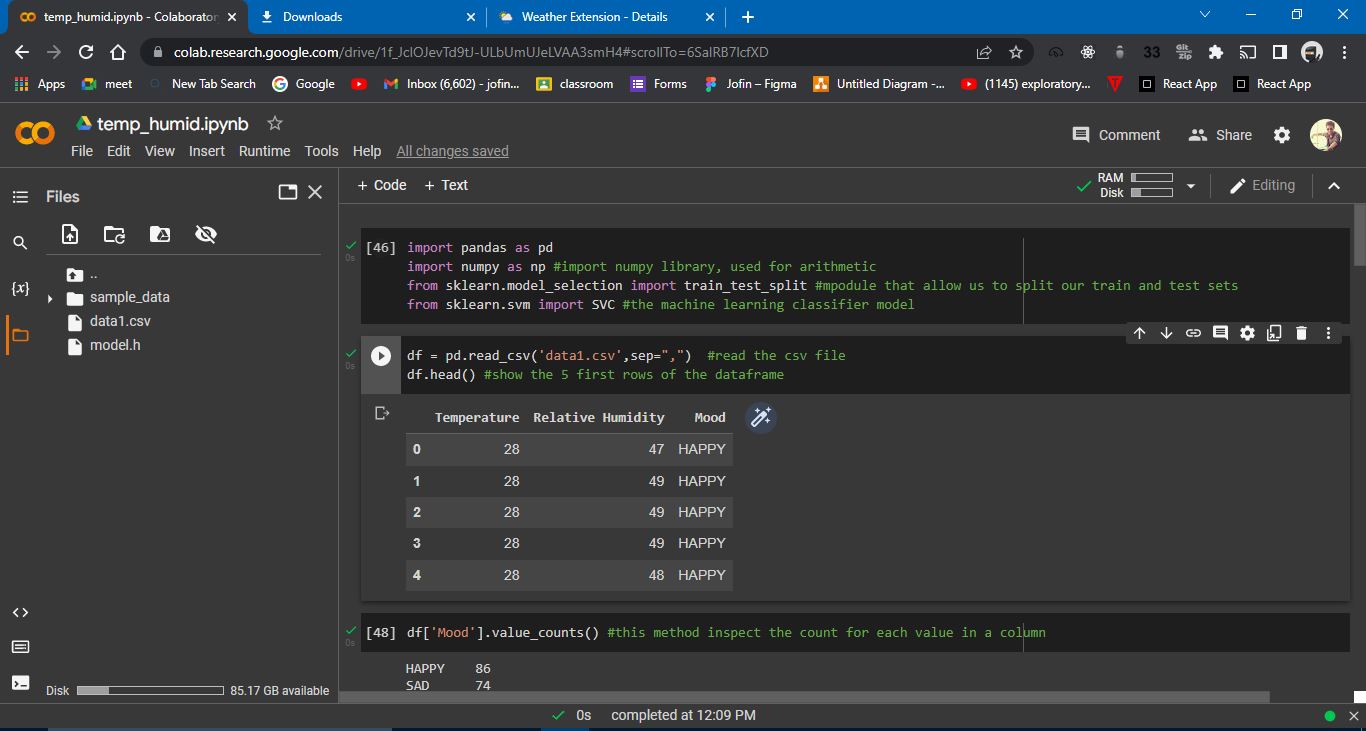 temp_humid.ipynb - Colaborator
Downloads
Weather Extension - Details
colab.research.google.com/drive/1f_JclOJevTd9tJ-ULbUmUJeLVAA3smH4#scrollTo=6SalRB7lcfXD
33
Git Zip
Apps
meet
New Tab Search
Google
Inbox (6,602) - jofin...
classroom
Forms
Jofin – Figma
Untitled Diagram -...
(1145) exploratory...
React App
React App
temp_humid.ipynb
File Edit View Insert Runtime Tools Help All changes saved
Comment
Share
Files
+ Code + Text
RAM
Disk
Editing
..
sample_data
data1.csv
model.h
{x}
[46] import pandas as pd
import numpy as np #import numpy library, used for arithmetic
from sklearn.model_selection import train_test_split #mpodule that allow us to split our train and test sets
from sklearn.svm import SVC #the machine learning classifier model
0s
df = pd.read_csv('data1.csv',sep=",")  #read the csv file
df.head() #show the 5 first rows of the dataframe
0s
Temperature Relative Humidity Mood
0 28 47 HAPPY
1 28 49 HAPPY
2 28 49 HAPPY
3 28 49 HAPPY
4 28 48 HAPPY
[48] df['Mood'].value_counts() #this method inspect the count for each value in a column
0s
HAPPY 86
SAD 74
Disk 85.17 GB available
0s completed at 12:09 PM